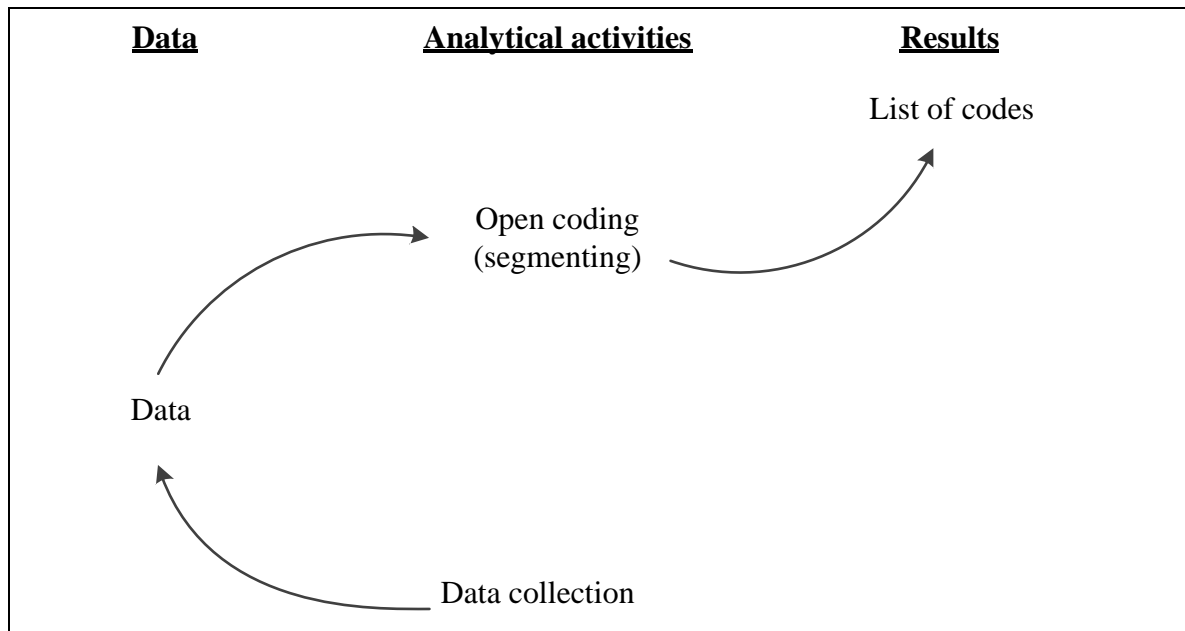 Data
Analytical activities
Results
List of codes
Open coding
(segmenting)
Data
Data collection